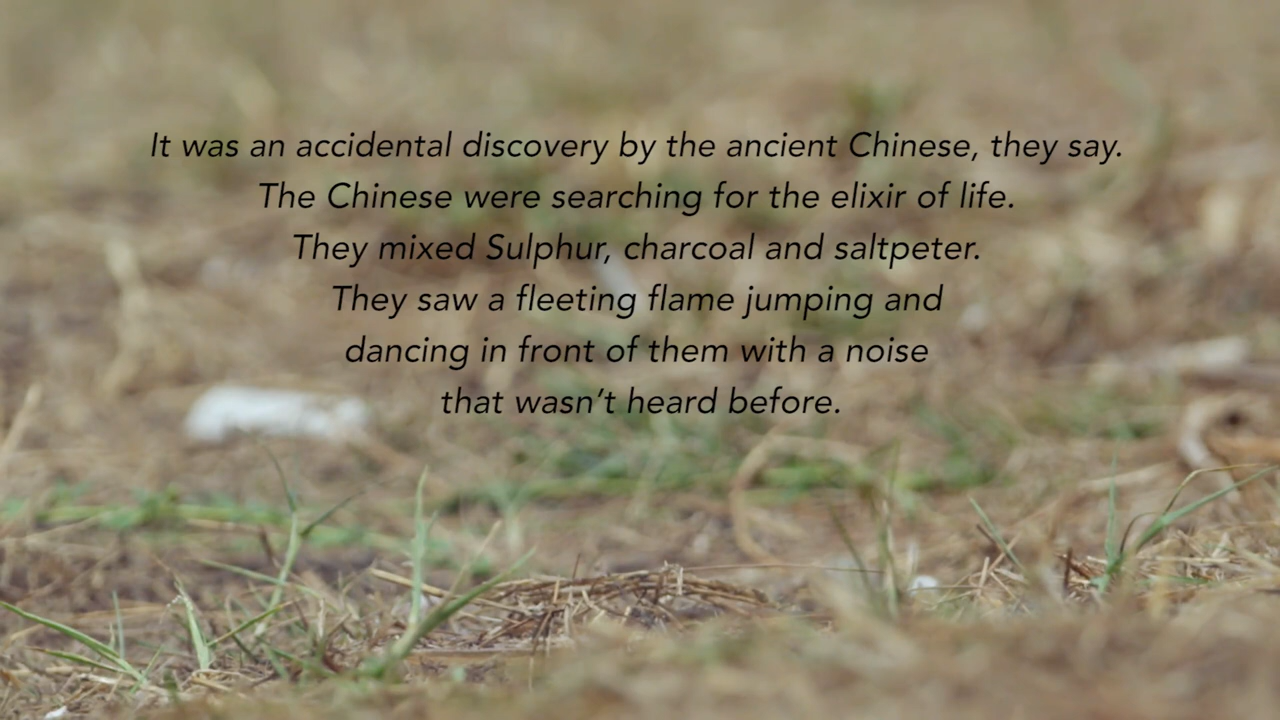 It was an accidental discovery by the ancient Chinese, they say.
The Chinese were searching for the elixir of life.
They mixed Sulphur, charcoal and saltpeter.
They saw a fleeting flame jumping and
dancing in front of them with a noise
that wasn’t heard before.